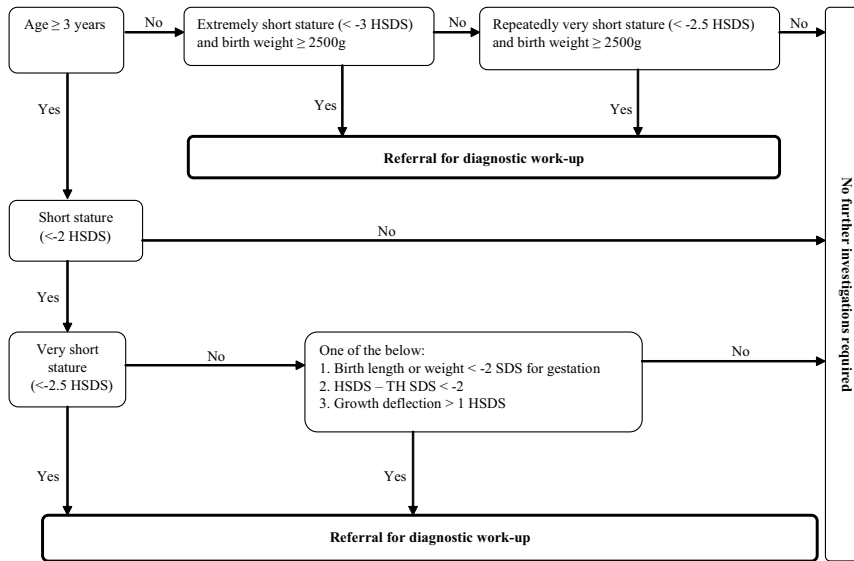 Age ≥ 3 years
No
Extremely short stature (< -3 HSDS)
and birth weight ≥ 2500g
No
Repeatedly very short stature (< -2.5 HSDS)
and birth weight ≥ 2500g
No
Yes
Yes
Yes
Referral for diagnostic work-up
Short stature
(<-2 HSDS)
No
Yes
Very short
stature
(<-2.5 HSDS)
No
One of the below:
1. Birth length or weight < -2 SDS for gestation
2. HSDS – TH SDS < -2
3. Growth deflection > 1 HSDS
No
Yes
Yes
Referral for diagnostic work-up
No further investigations required